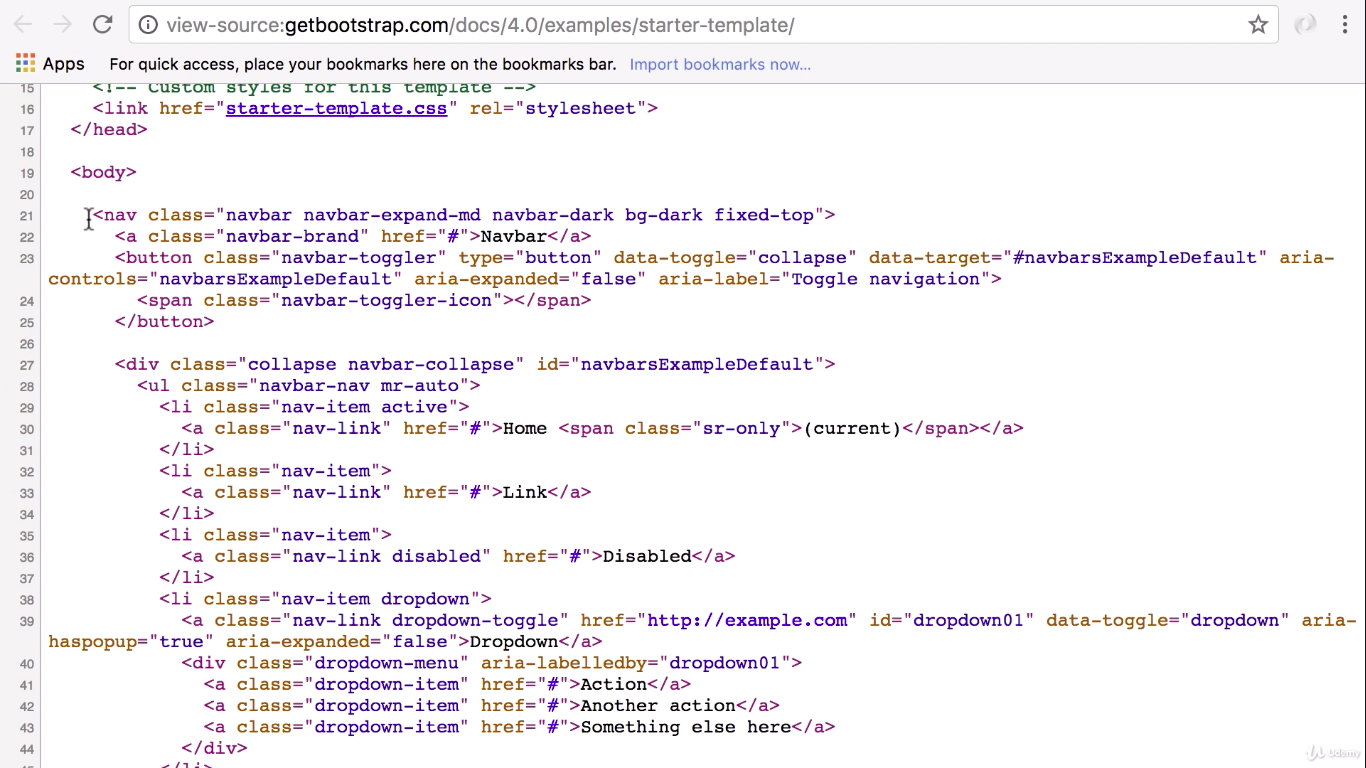 view-source:getbootstrap.com/docs/4.0/examples/starter-template/
Apps For quick access, place your bookmarks here on the bookmarks bar. Import bookmarks now...
15 <!-- Custom styles for this template -->
16 <link href="starter-template.css" rel="stylesheet">
17 </head>
18
19 <body>
20
21 <nav class="navbar navbar-expand-md navbar-dark bg-dark fixed-top">
22 <a class="navbar-brand" href="#">Navbar</a>
23 <button class="navbar-toggler" type="button" data-toggle="collapse" data-target="#navbarsExampleDefault" aria-
controls="navbarsExampleDefault" aria-expanded="false" aria-label="Toggle navigation">
24 <span class="navbar-toggler-icon"></span>
25 </button>
26
27 <div class="collapse navbar-collapse" id="navbarsExampleDefault">
28 <ul class="navbar-nav mr-auto">
29 <li class="nav-item active">
30 <a class="nav-link" href="#">Home <span class="sr-only">(current)</span></a>
31 </li>
32 <li class="nav-item">
33 <a class="nav-link" href="#">Link</a>
34 </li>
35 <li class="nav-item">
36 <a class="nav-link disabled" href="#">Disabled</a>
37 </li>
38 <li class="nav-item dropdown">
39 <a class="nav-link dropdown-toggle" href="http://example.com" id="dropdown01" data-toggle="dropdown" aria-
haspopup="true" aria-expanded="false">Dropdown</a>
40 <div class="dropdown-menu" aria-labelledby="dropdown01">
41 <a class="dropdown-item" href="#">Action</a>
42 <a class="dropdown-item" href="#">Another action</a>
43 <a class="dropdown-item" href="#">Something else here</a>
44 </div>
Udemy